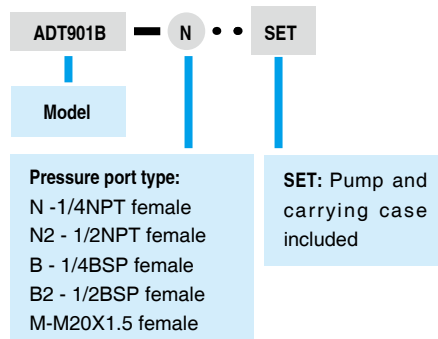 ADT901B — N • • SET
Model
Pressure port type:
N -1/4NPT female
N2 - 1/2NPT female
B - 1/4BSP female
B2 - 1/2BSP female
M-M20X1.5 female
SET: Pump and
carrying case
included